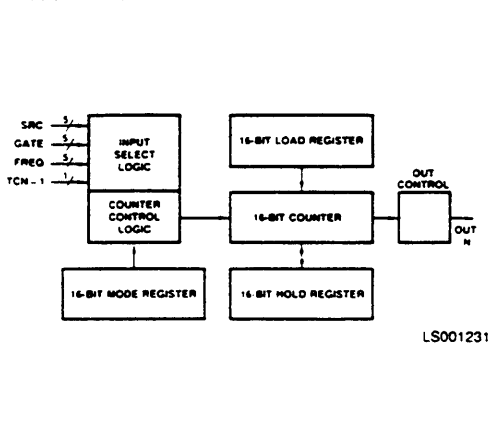 SRC 5
GATE 5
FREQ 5
TCN-1 1
INPUT
SELECT
LOGIC
COUNTER
CONTROL
LOGIC
16-BIT MODE REGISTER
16-BIT LOAD REGISTER
16-BIT COUNTER
16-BIT HOLD REGISTER
OUT
CONTROL
OUT
N
LS001231